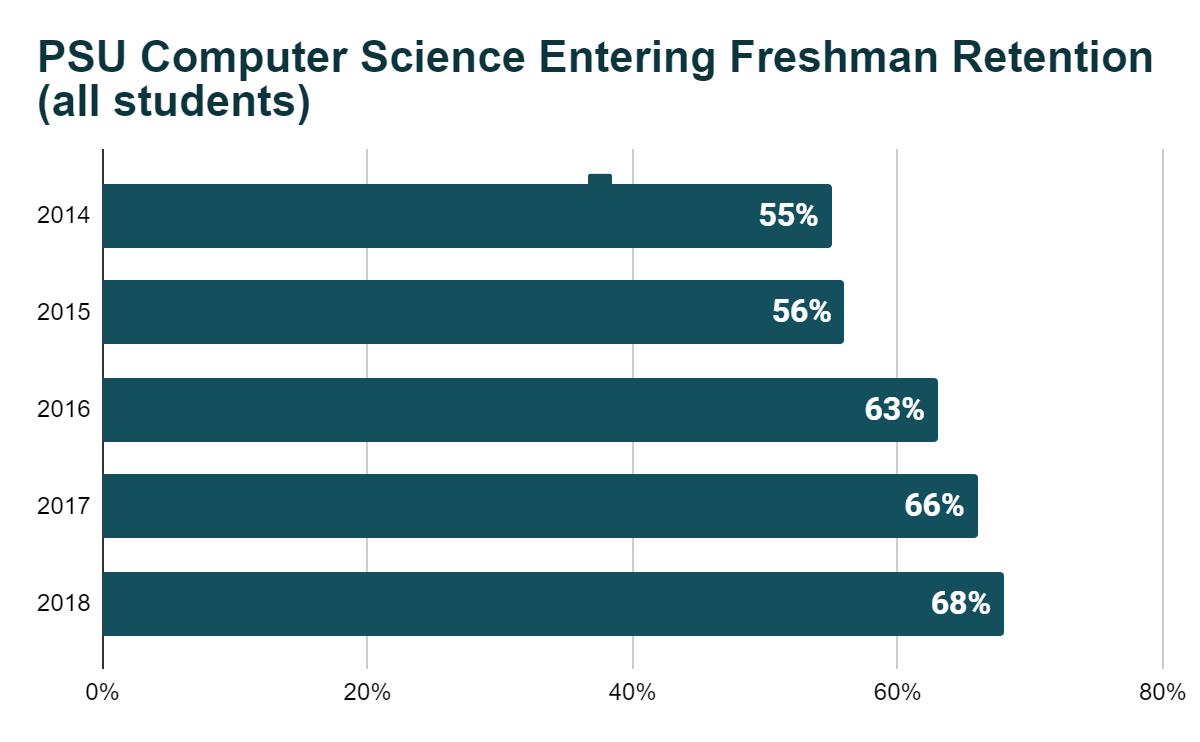 PSU Computer Science Entering Freshman Retention
(all students)
2014 55%
2015 56%
2016 63%
2017 66%
2018 68%
0% 20% 40% 60% 80%